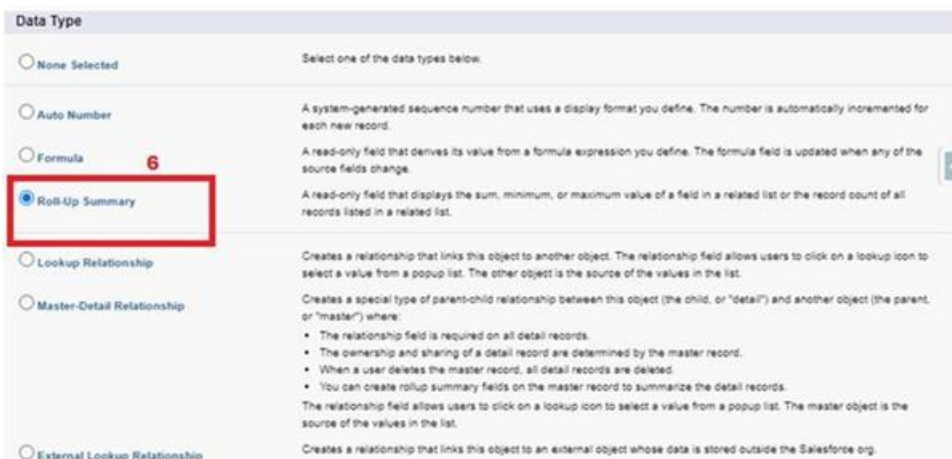 Data Type
None Selected
Select one of the data types below.
Auto Number
A system-generated sequence number that uses a display format you define. The number is automatically incremented for
each new record.
Formula
6
A read-only field that derives its value from a formula expression you define. The formula field is updated when any of the
source fields change.
Roll-Up Summary
A read-only field that displays the sum, minimum, or maximum value of a field in a related list or the record count of all
records listed in a related list.
Lookup Relationship
Creates a relationship that links this object to another object. The relationship field allows users to click on a lookup icon to
select a value from a popup list. The other object is the source of the values in the list.
Master-Detail Relationship
Creates a special type of parent-child relationship between this object (the child, or "detail") and another object (the parent,
or "master") where:
• The relationship field is required on all detail records.
• The ownership and sharing of a detail record are determined by the master record.
• When a user deletes the master record, all detail records are deleted.
• You can create rollup summary fields on the master record to summarize the detail records.
The relationship field allows users to click on a lookup icon to select a value from a popup list. The master object is the
source of the values in the list.
External Lookup Relationship
Creates a relationship that links this object to an external object whose data is stored outside the Salesforce org.